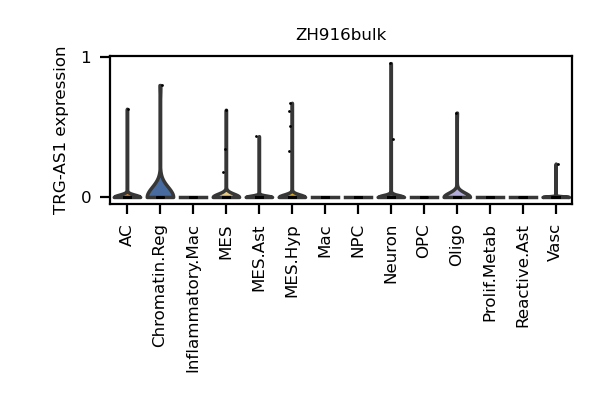 ZH916bulk
TRG-AS1 expression
1
0
AC
Chromatin.Reg
Inflammatory.Mac
MES
MES.Ast
MES.Hyp
Mac
NPC
Neuron
OPC
Oligo
Prolif.Metab
Reactive.Ast
Vasc